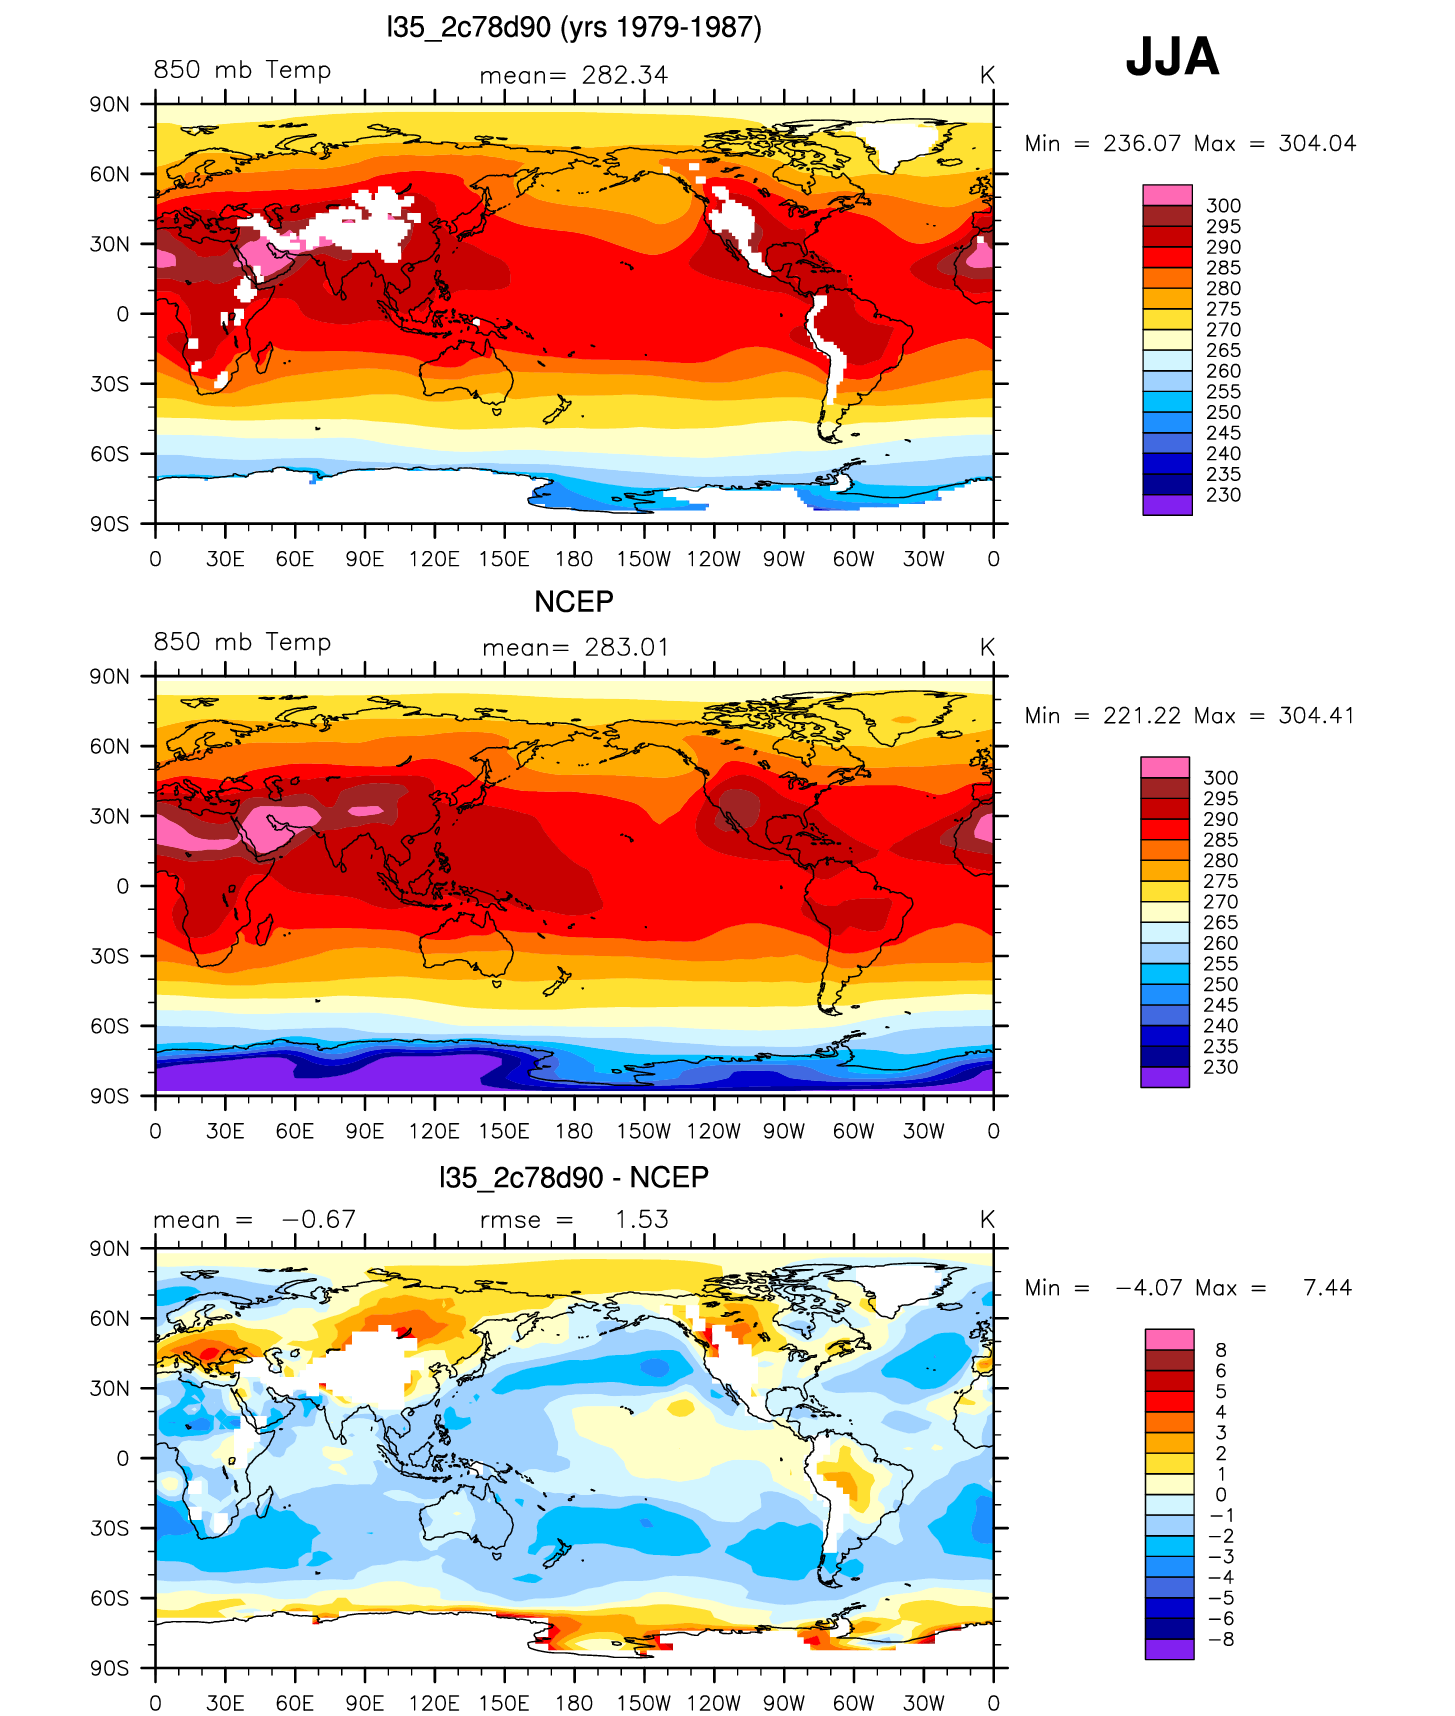 l35_2c78d90 (yrs 1979-1987)
JJA
850 mb Temp mean= 282.34 K
Min = 236.07 Max = 304.04
90N
60N
30N
0
30S
60S
90S
0 30E 60E 90E 120E 150E 180 150W 120W 90W 60W 30W 0
300
295
290
285
280
275
270
265
260
255
250
245
240
235
230
NCEP
850 mb Temp mean= 283.01 K
Min = 221.22 Max = 304.41
90N
60N
30N
0
30S
60S
90S
0 30E 60E 90E 120E 150E 180 150W 120W 90W 60W 30W 0
300
295
290
285
280
275
270
265
260
255
250
245
240
235
230
l35_2c78d90 - NCEP
mean = −0.67 rmse = 1.53 K
Min = −4.07 Max = 7.44
90N
60N
30N
0
30S
60S
90S
0 30E 60E 90E 120E 150E 180 150W 120W 90W 60W 30W 0
8
6
5
4
3
2
1
0
−1
−2
−3
−4
−5
−6
−8